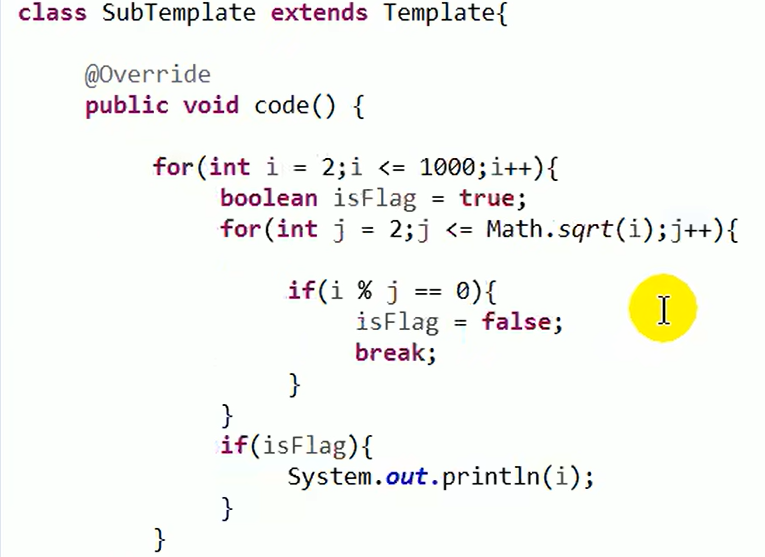 class SubTemplate extends Template{
@Override
public void code() {
for(int i = 2;i <= 1000;i++){
boolean isFlag = true;
for(int j = 2;j <= Math.sqrt(i);j++){
if(i % j == 0){
isFlag = false;
break;
}
}
if(isFlag){
System.out.println(i);
}
}